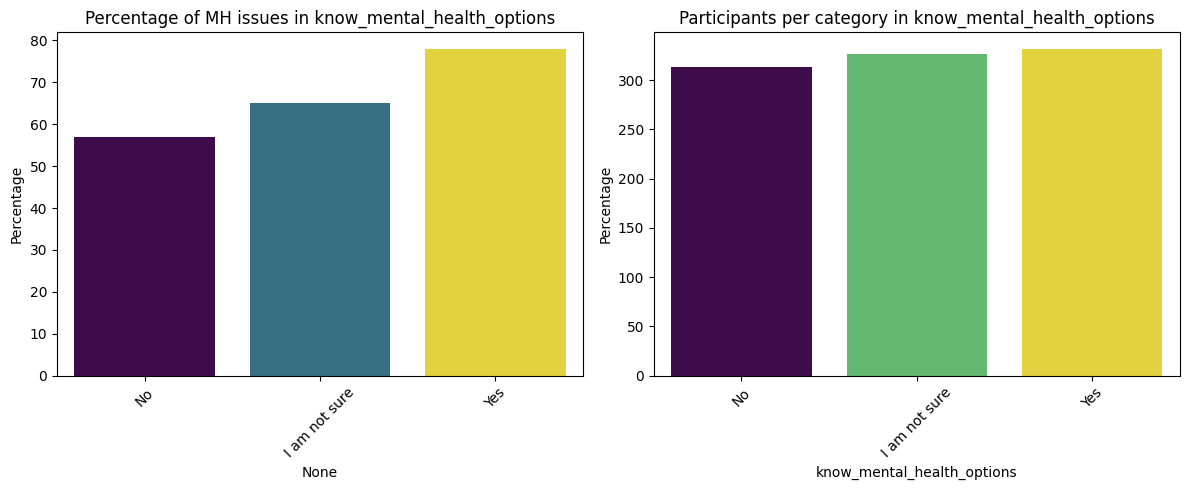 Percentage of MH issues in know_mental_health_options
Percentage
80
70
60
50
40
30
20
10
0
No
I am not sure
Yes
None
Participants per category in know_mental_health_options
Percentage
300
250
200
150
100
50
0
No
I am not sure
Yes
know_mental_health_options